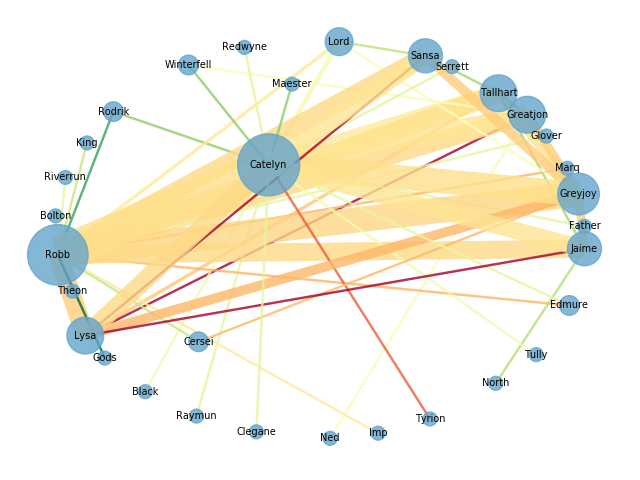 Lord
Redwyne
Sansa
Winterfell
Serrett
Maester
Tallhart
Rodrik
Greatjon
Glover
King
Catelyn
Marq
Riverrun
Greyjoy
Bolton
Father
Robb
Jaime
Theon
Edmure
Lysa
Cersei
Gods
Tully
North
Black
Raymun
Tyrion
Clegane
Imp
Ned